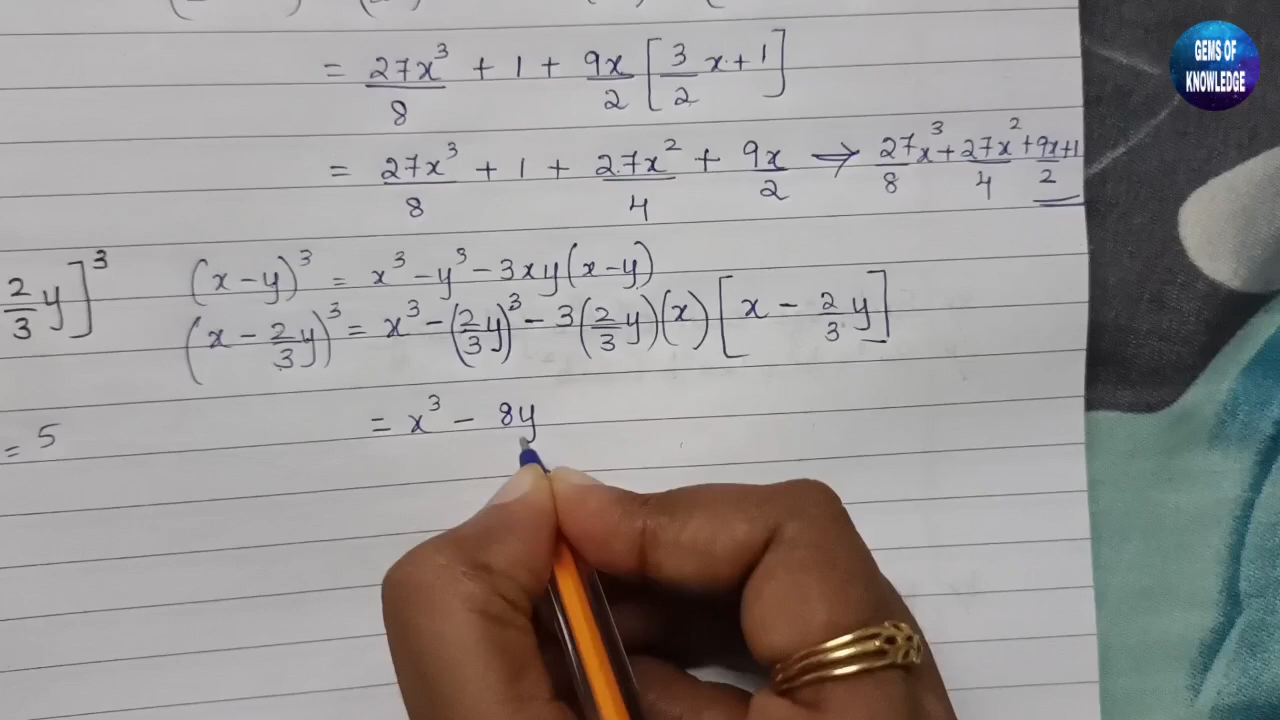 = 27x³/8 + 1 + 9x/2 [3/2 x + 1]
= 27x³/8 + 1 + 27x²/4 + 9x/2 ⇒ 27/8 x³ + 27x²/4 + 9x/2 + 1
2/3 y]³ (x - y)³ = x³ - y³ - 3xy(x - y)
(x - 2/3 y)³ = x³ - (2/3 y)³ - 3(2/3 y)(x) [x - 2/3 y]
= x³ - 8y
= 5
GEMS OF
KNOWLEDGE